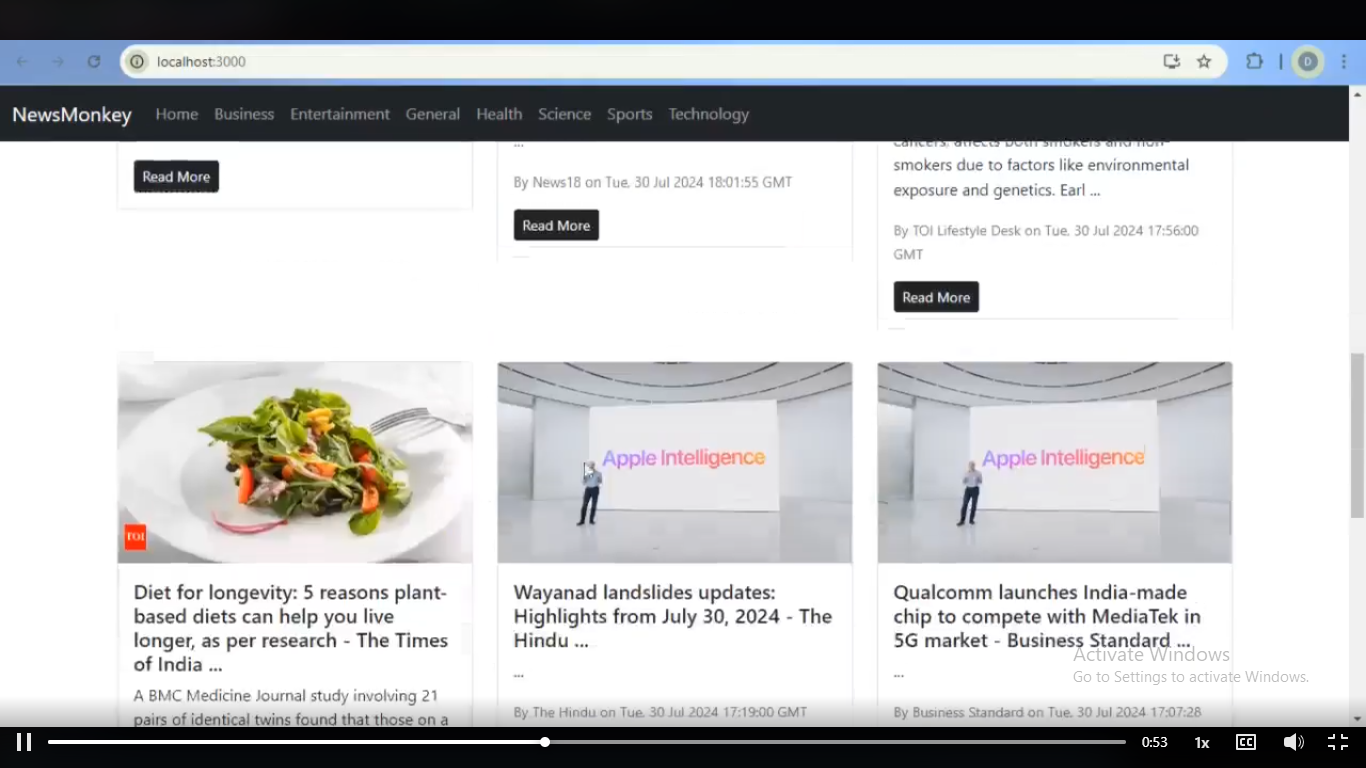 localhost:3000
D
NewsMonkey Home Business Entertainment General Health Science Sports Technology
Read More
...
By News18 on Tue, 30 Jul 2024 18:01:55 GMT
Read More
cancers, affects both smokers and non-
smokers due to factors like environmental
exposure and genetics. Earl ...
By TOI Lifestyle Desk on Tue, 30 Jul 2024 17:56:00
GMT
Read More
TOI
Diet for longevity: 5 reasons plant-
based diets can help you live
longer, as per research - The Times
of India ...
A BMC Medicine Journal study involving 21
pairs of identical twins found that those on a
Apple Intelligence
Wayanad landslides updates:
Highlights from July 30, 2024 - The
Hindu ...
...
By The Hindu on Tue, 30 Jul 2024 17:19:00 GMT
Apple Intelligence
Qualcomm launches India-made
chip to compete with MediaTek in
5G market - Business Standard ...
...
By Business Standard on Tue, 30 Jul 2024 17:07:28
Activate Windows
Go to Settings to activate Windows.
0:53 1x CC